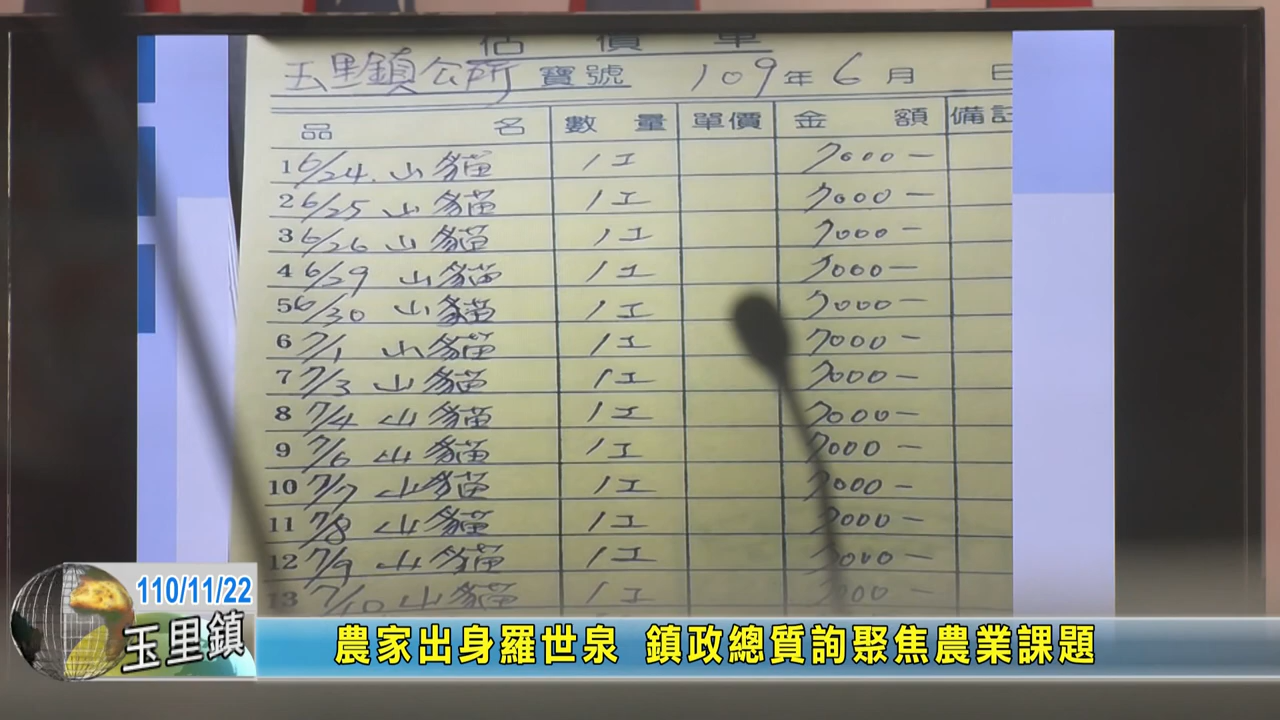 估價單
玉里鎮公所 寶號 109年6月 日
品名 數量 單價 金額 備註
1 6/24. 山貓 1工 7000-
2 6/25 山貓 1工 7000-
3 6/26 山貓 1工 7000-
4 6/29 山貓 1工 7000-
5 6/30 山貓 1工 7000-
6 7/1 山貓 1工 7000-
7 7/3 山貓 1工 7000-
8 7/4 山貓 1工 7000-
9 7/6 山貓 1工 7000-
10 7/7 山貓 1工 7000-
11 7/8 山貓 1工 7000-
12 7/9 山貓 1工 7000-
13 7/10 山貓 1工 7000-
110/11/22
玉里鎮
農家出身羅世泉 鎮政總質詢聚焦農業課題